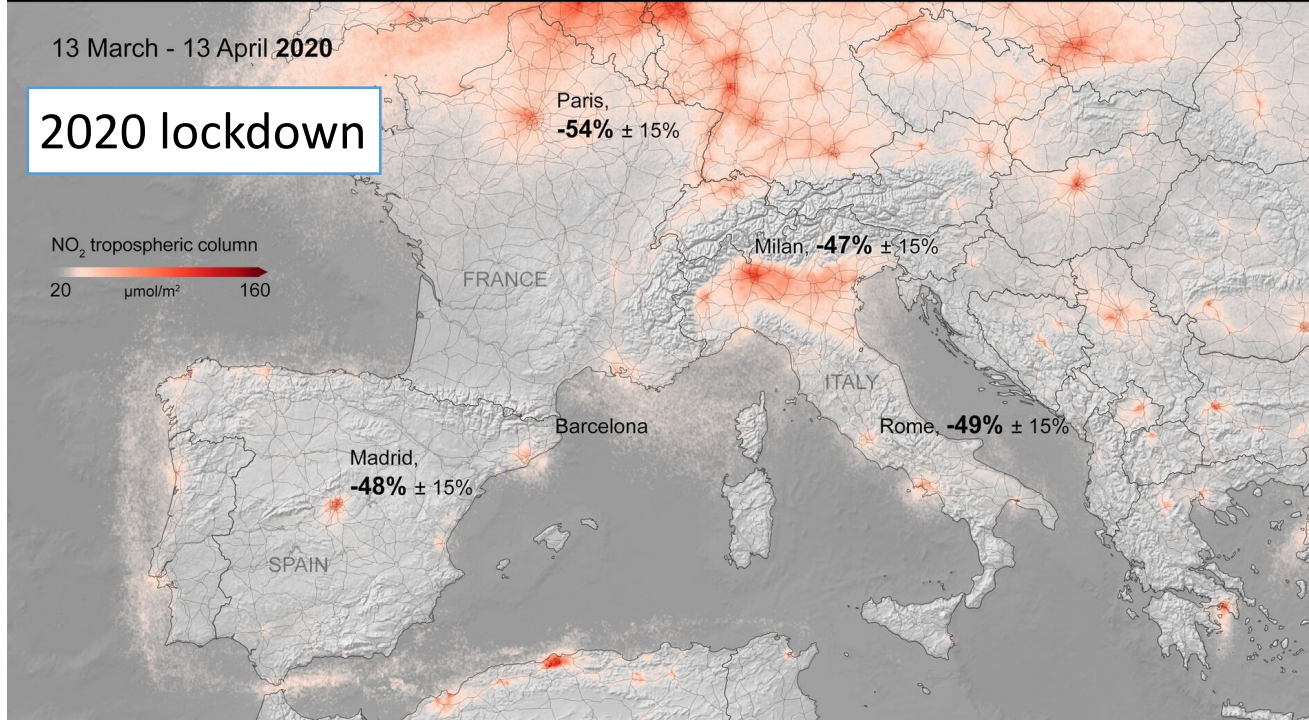 13 March - 13 April 2020
2020 lockdown
Paris,
-54% ± 15%
NO₂ tropospheric column
20 μmol/m² 160
FRANCE
Milan, -47% ± 15%
ITALY
Barcelona
Rome, -49% ± 15%
Madrid,
-48% ± 15%
SPAIN